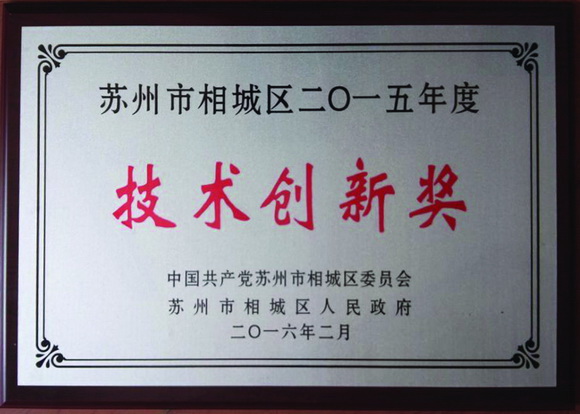 苏州市相城区二〇一五年度
技术创新奖
中国共产党苏州市相城区委员会
苏州市相城区人民政府
二〇一六年二月